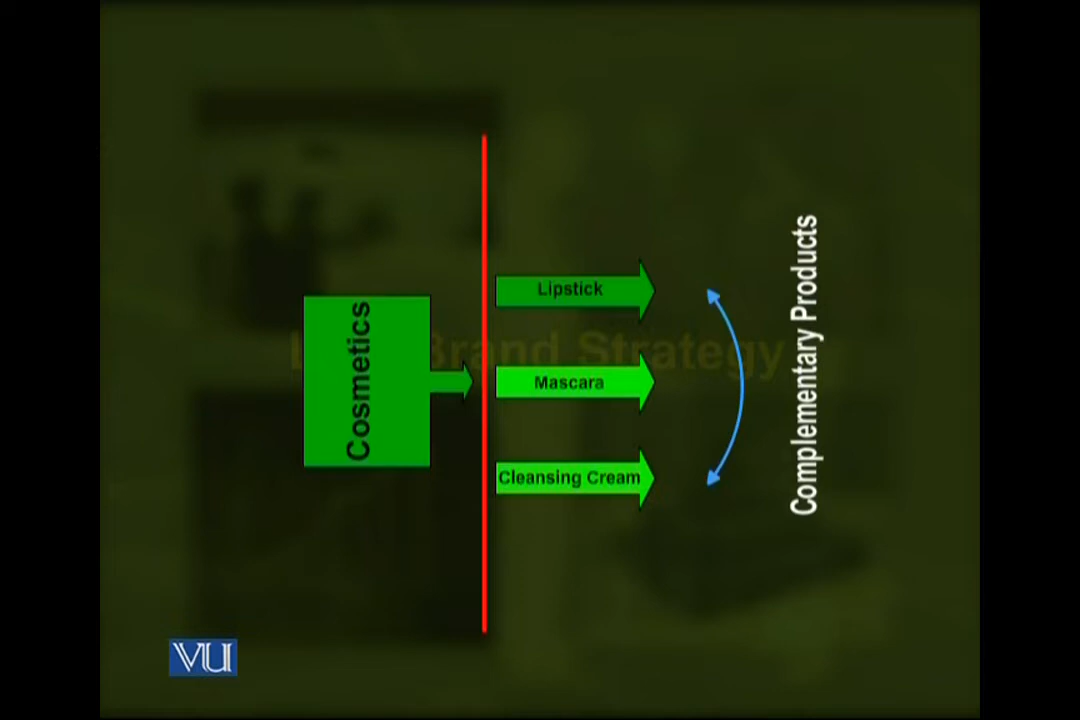 Brand Strategy
Cosmetics
Lipstick
Mascara
Cleansing Cream
Complementary Products
VU